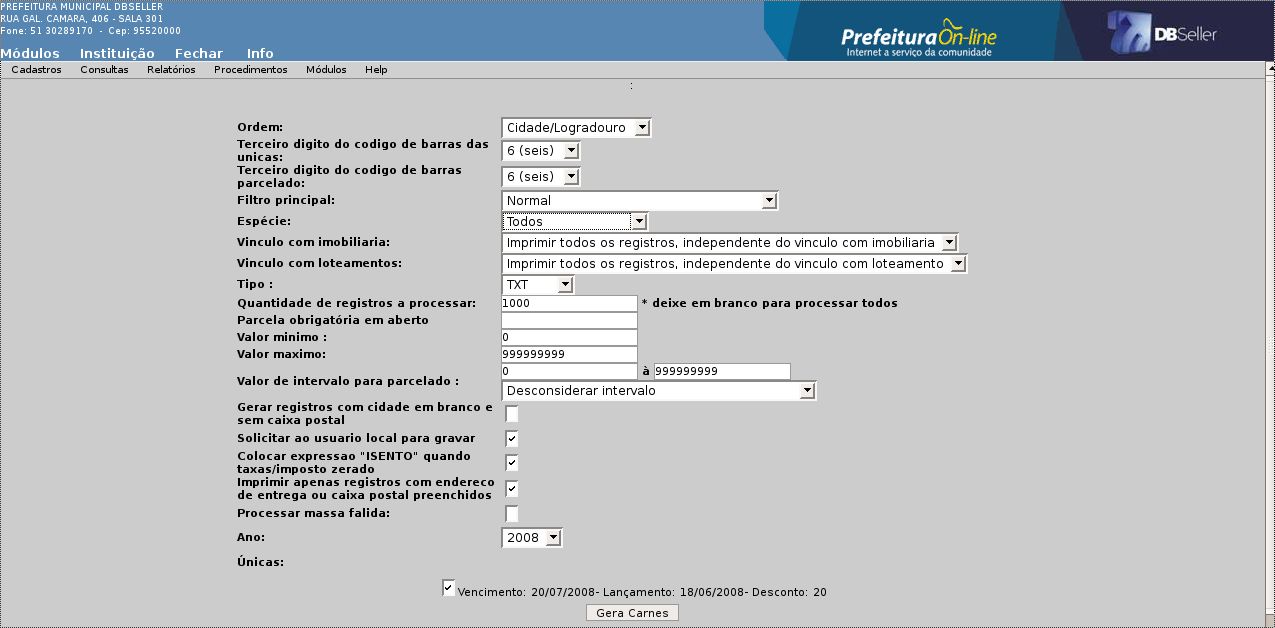 PREFEITURA MUNICIPAL DBSELLER
RUA GAL. CAMARA, 406 - SALA 301
Fone: 51 30289170 - Cep: 95520000
Prefeitura On-line
Internet a serviço da comunidade
DBSeller
Módulos Instituição Fechar Info
Cadastros Consultas Relatórios Procedimentos Módulos Help
:
Ordem: Cidade/Logradouro
Terceiro digito do codigo de barras das
unicas: 6 (seis)
Terceiro digito do codigo de barras
parcelado: 6 (seis)
Filtro principal: Normal
Espécie: Todos
Vinculo com imobiliaria: Imprimir todos os registros, independente do vinculo com imobiliaria
Vinculo com loteamentos: Imprimir todos os registros, independente do vinculo com loteamento
Tipo : TXT
Quantidade de registros a processar: 1000 * deixe em branco para processar todos
Parcela obrigatória em aberto
Valor minimo : 0
Valor maximo: 999999999
Valor de intervalo para parcelado : 0 à 999999999
Desconsiderar intervalo
Gerar registros com cidade em branco e
sem caixa postal
Solicitar ao usuario local para gravar
Colocar expressao "ISENTO" quando
taxas/imposto zerado
Imprimir apenas registros com endereco
de entrega ou caixa postal preenchidos
Processar massa falida:
Ano: 2008
Únicas:
Vencimento: 20/07/2008- Lançamento: 18/06/2008- Desconto: 20
Gera Carnes